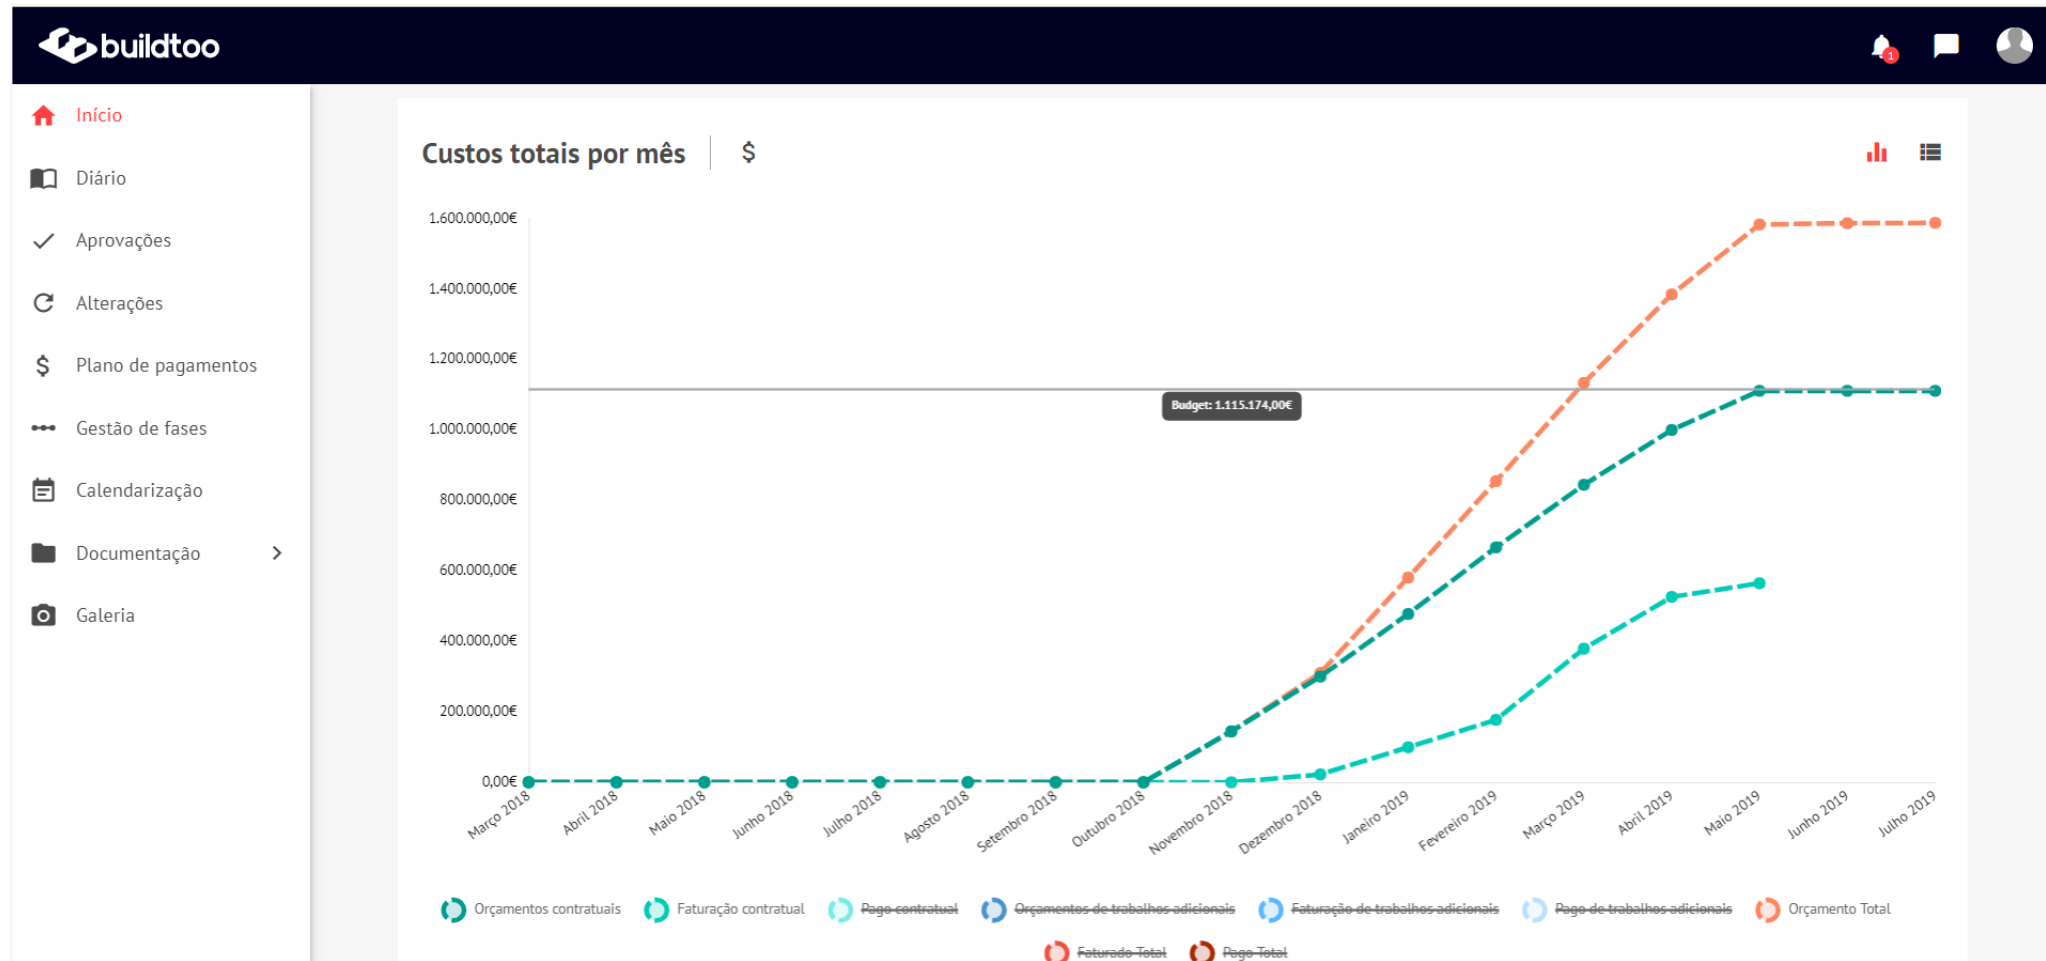 buildtoo
1
Início
Diário
Aprovações
Alterações
$ Plano de pagamentos
Gestão de fases
Calendarização
Documentação
Galeria
Custos totais por mês $
1.600.000,00€
1.400.000,00€
1.200.000,00€
Budget: 1.115.174,00€
1.000.000,00€
800.000,00€
600.000,00€
400.000,00€
200.000,00€
0,00€
Março 2018 Abril 2018 Maio 2018 Junho 2018 Julho 2018 Agosto 2018 Setembro 2018 Outubro 2018 Novembro 2018 Dezembro 2018 Janeiro 2019 Fevereiro 2019 Março 2019 Abril 2019 Maio 2019 Junho 2019 Julho 2019
Orçamentos contratuais Faturação contratual Pago contratual Orçamentos de trabalhos adicionais Faturação de trabalhos adicionais Pago de trabalhos adicionais Orçamento Total
Faturado Total Pago Total